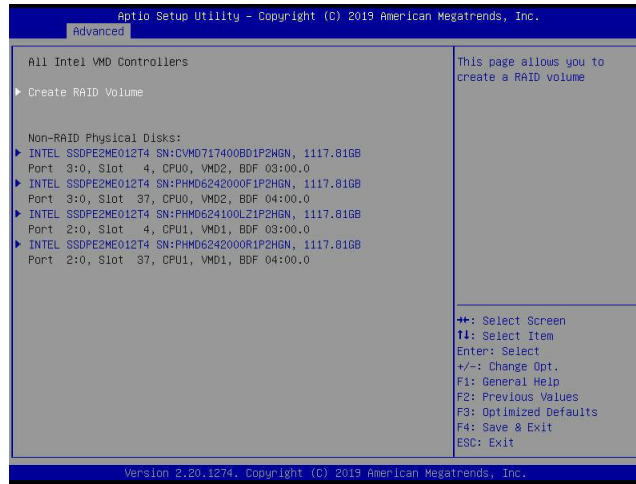 Aptio Setup Utility – Copyright (C) 2019 American Megatrends, Inc.
Advanced
All Intel VMD Controllers
Create RAID Volume
Non-RAID Physical Disks:
INTEL SSDPE2ME012T4 SN:CVMD717400BD1P2WGN, 1117.81GB
Port 3:0, Slot 4, CPU0, VMD2, BDF 03:00.0
INTEL SSDPE2ME012T4 SN:PHMD6242000F1P2HGN, 1117.81GB
Port 3:0, Slot 37, CPU0, VMD2, BDF 04:00.0
INTEL SSDPE2ME012T4 SN:PHMD624100LZ1P2HGN, 1117.81GB
Port 2:0, Slot 4, CPU1, VMD1, BDF 03:00.0
INTEL SSDPE2ME012T4 SN:PHMD6242000R1P2HGN, 1117.81GB
Port 2:0, Slot 37, CPU1, VMD1, BDF 04:00.0
This page allows you to
create a RAID volume
→←: Select Screen
↑↓: Select Item
Enter: Select
+/-: Change Opt.
F1: General Help
F2: Previous Values
F3: Optimized Defaults
F4: Save & Exit
ESC: Exit
Version 2.20.1274. Copyright (C) 2019 American Megatrends, Inc.